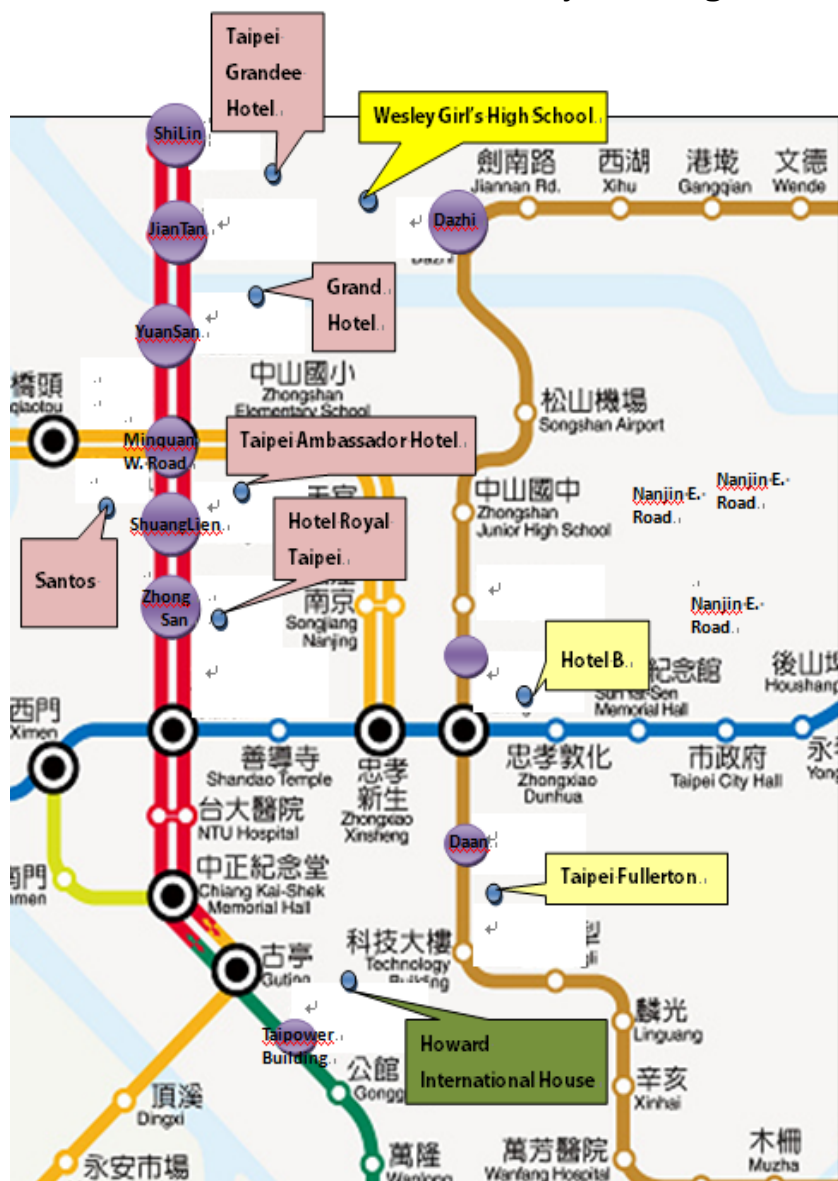 Taipei
Grandee
Hotel
Wesley Girl's High School
ShiLin
劍南路
Jiannan Rd.
西湖
Xihu
港墘
Gangqian
文德
Wende
JianTan
Dazhi
Grand
Hotel
YuanSan
橋頭
中山國小
Zhongshan
Elementary School
松山機場
Songshan Airport
Minquan
W. Road
Taipei Ambassador Hotel
中山國中
Zhongshan
Junior High School
Nanjin E.
Road
Nanjin E.
Road
ShuangLien
Hotel Royal
Taipei
Santos
Zhong
San
南京
Songjiang
Nanjing
Nanjin E.
Road
Hotel B
紀念館
Sun Yat-Sen
Memorial Hall
後山埤
西門
Ximen
善導寺
Shandao Temple
忠孝
新生
Zhongxiao
Xinsheng
忠孝敦化
Zhongxiao
Dunhua
市政府
Taipei City Hall
台大醫院
NTU Hospital
Daan
中正紀念堂
Chiang Kai-Shek
Memorial Hall
Taipei Fullerton
古亭
Guting
科技大樓
Technology
Building
麟光
Linguang
Taipower
Building
Howard
International House
公館
辛亥
Xinhai
頂溪
Dingxi
永安市場
萬隆
Wanlong
萬芳醫院
Wanfang Hospital
木柵
Muzha